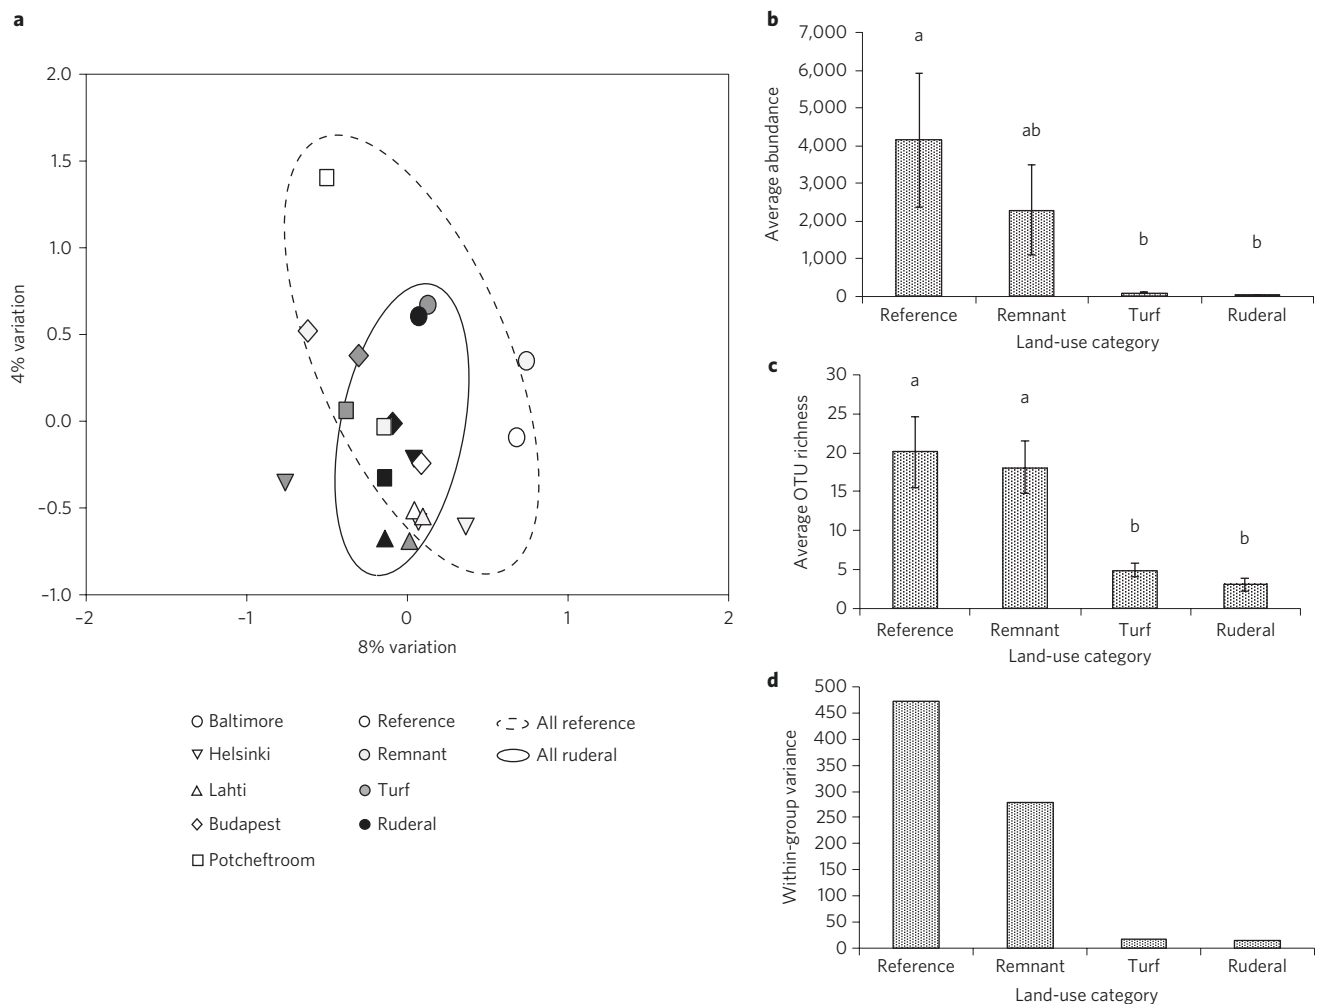 a
2.0
1.5
1.0
0.5
0.0
–0.5
–1.0
4% variation
–2
–1
0
1
2
8% variation
Baltimore
Helsinki
Lahti
Budapest
Potcheftroom
Reference
Remnant
Turf
Ruderal
All reference
All ruderal
b
7,000
6,000
5,000
4,000
3,000
2,000
1,000
0
Average abundance
a
ab
b
b
Reference Remnant Turf Ruderal
Land-use category
c
30
25
20
15
10
5
0
Average OTU richness
a
a
b
b
Reference Remnant Turf Ruderal
Land-use category
d
500
450
400
350
300
250
200
150
100
50
0
Within-group variance
Reference Remnant Turf Ruderal
Land-use category